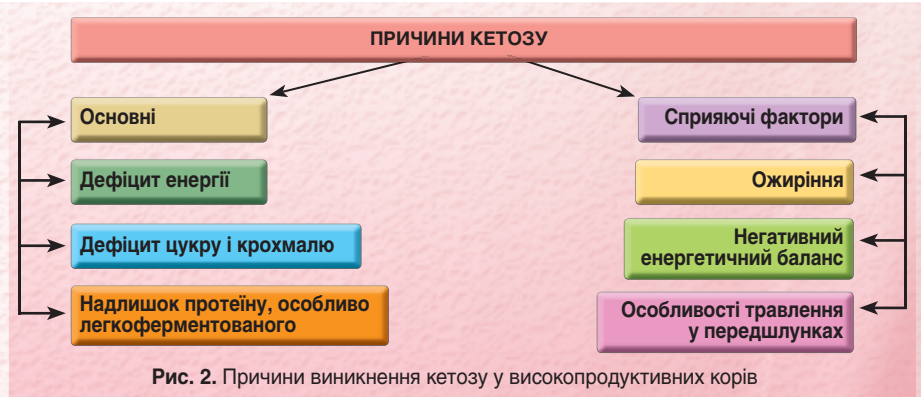 ПРИЧИНИ КЕТОЗУ
Основні
Дефіцит енергії
Дефіцит цукру і крохмалю
Надлишок протеїну, особливо
легкоферментованого
Сприяючі фактори
Ожиріння
Негативний
енергетичний баланс
Особливості травлення
у передшлунках
Рис. 2. Причини виникнення кетозу у високопродуктивних корів